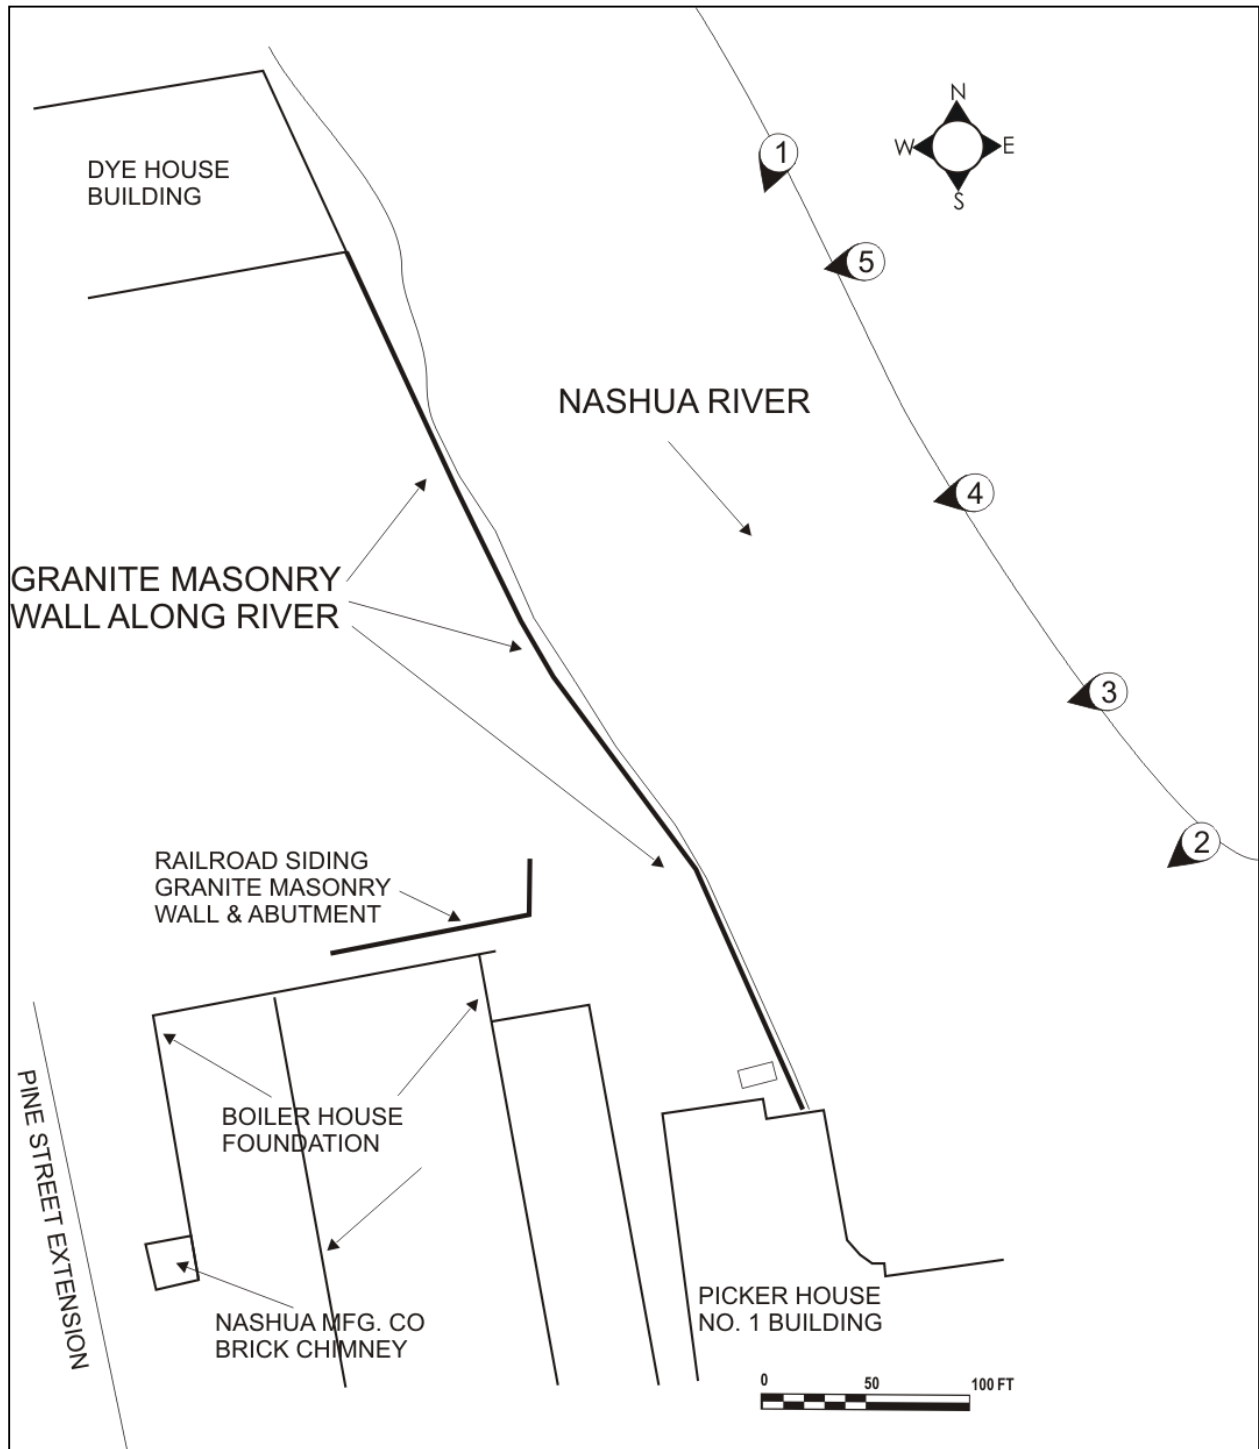 N
W
E
S
1
DYE HOUSE
BUILDING
5
NASHUA RIVER
4
GRANITE MASONRY
WALL ALONG RIVER
3
2
RAILROAD SIDING
GRANITE MASONRY
WALL & ABUTMENT
BOILER HOUSE
FOUNDATION
PINE STREET EXTENSION
PICKER HOUSE
NO. 1 BUILDING
NASHUA MFG. CO
BRICK CHIMNEY
0 50 100 FT